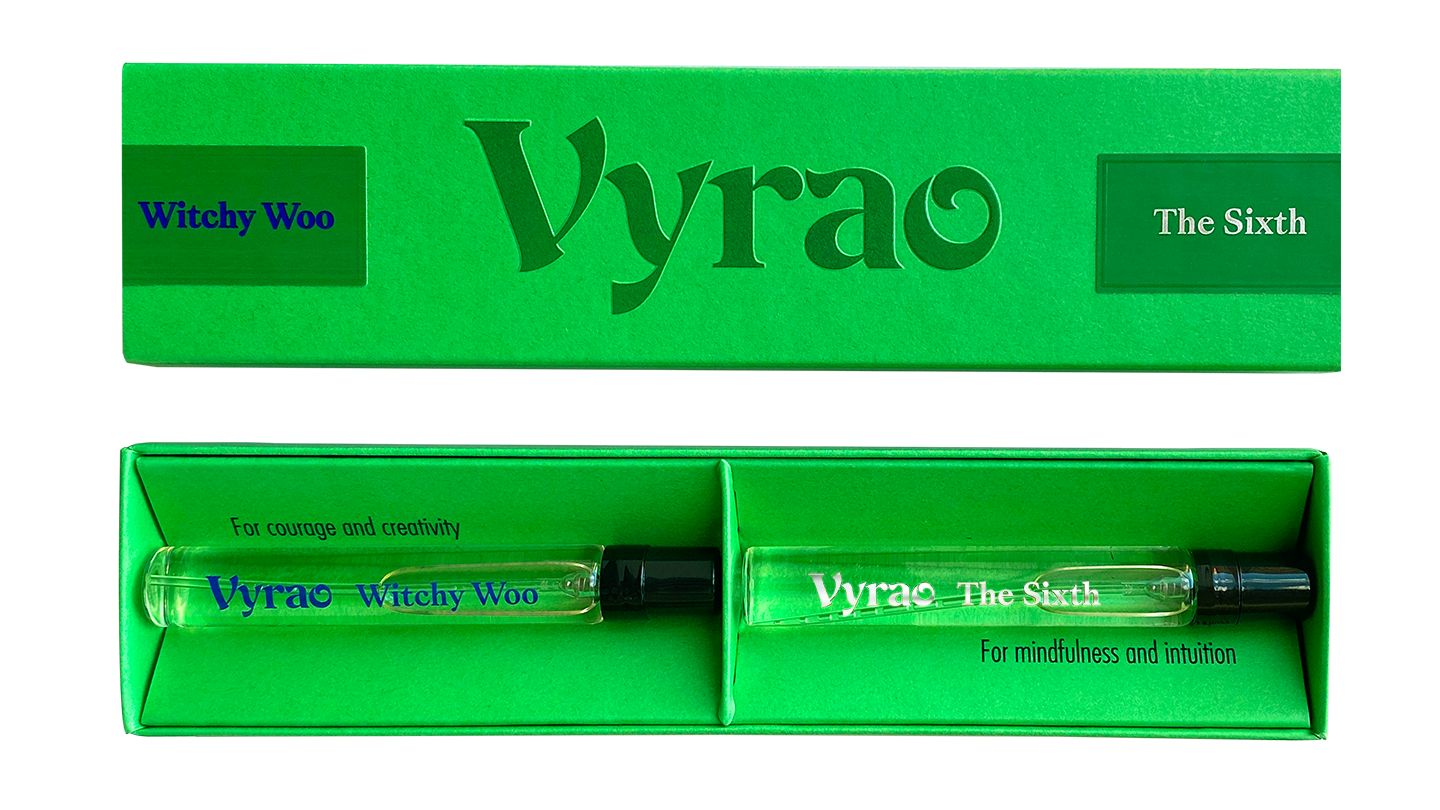 Vyrao
Witchy Woo
The Sixth
For courage and creativity
Vyrao Witchy Woo
Vyrao The Sixth
For mindfulness and intuition